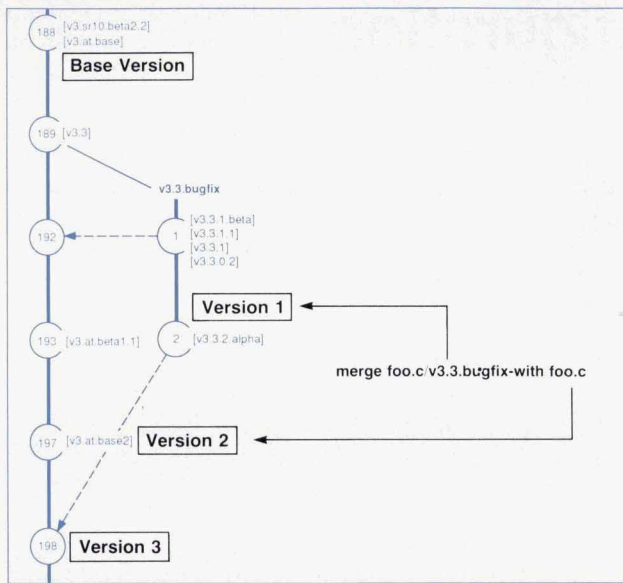 188 [v3.sr10.beta2.2]
[v3.at.base]
Base Version
189 [v3.3]
v3.3.bugfix
192
1 [v3.3.1.beta]
[v3.3.1.1]
[v3.3.1]
[v3.3.0.2]
Version 1
193 [v3.at.beta1.1]
2 [v3.3.2.alpha]
merge foo.c/v3.3.bugfix-with foo.c
197 [v3.at.base2]
Version 2
198
Version 3